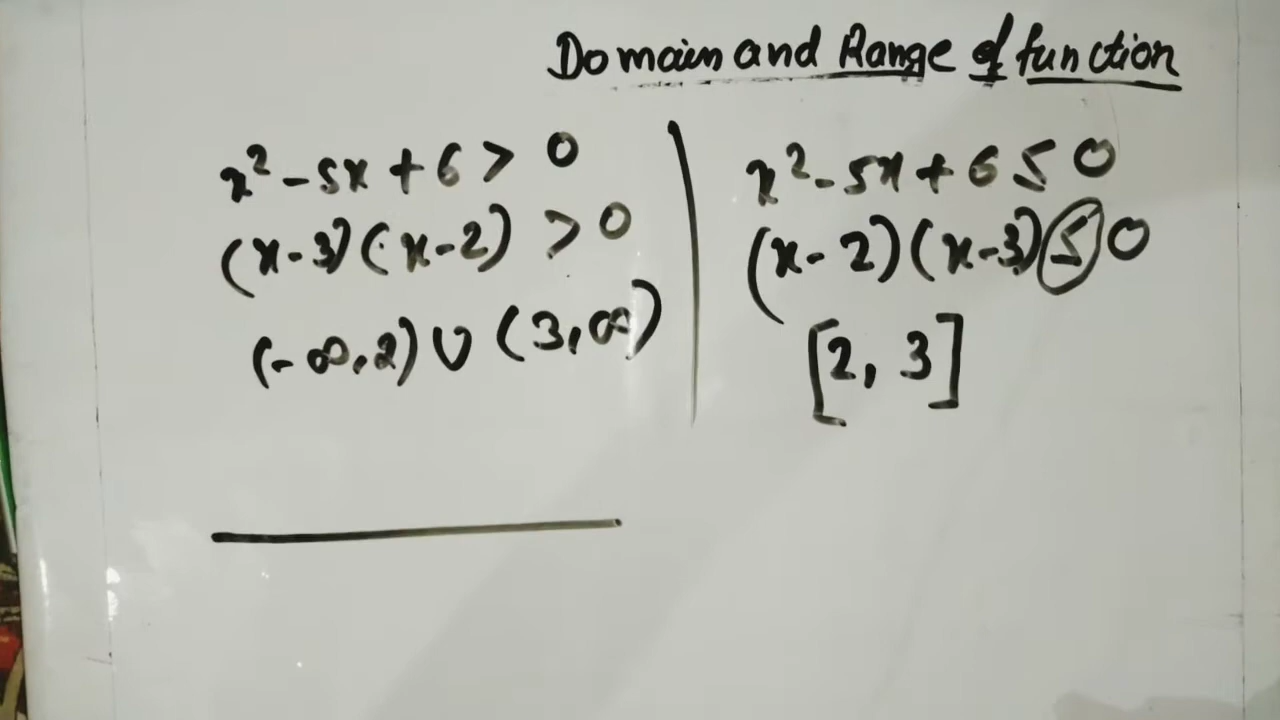 Domain and Range of function
x² - 5x + 6 > 0
(x - 3)(x - 2) > 0
(-∞, 2) ∪ (3, ∞)
x² - 5x + 6 ≤ 0
(x - 2)(x - 3) ≤ 0
[2, 3]